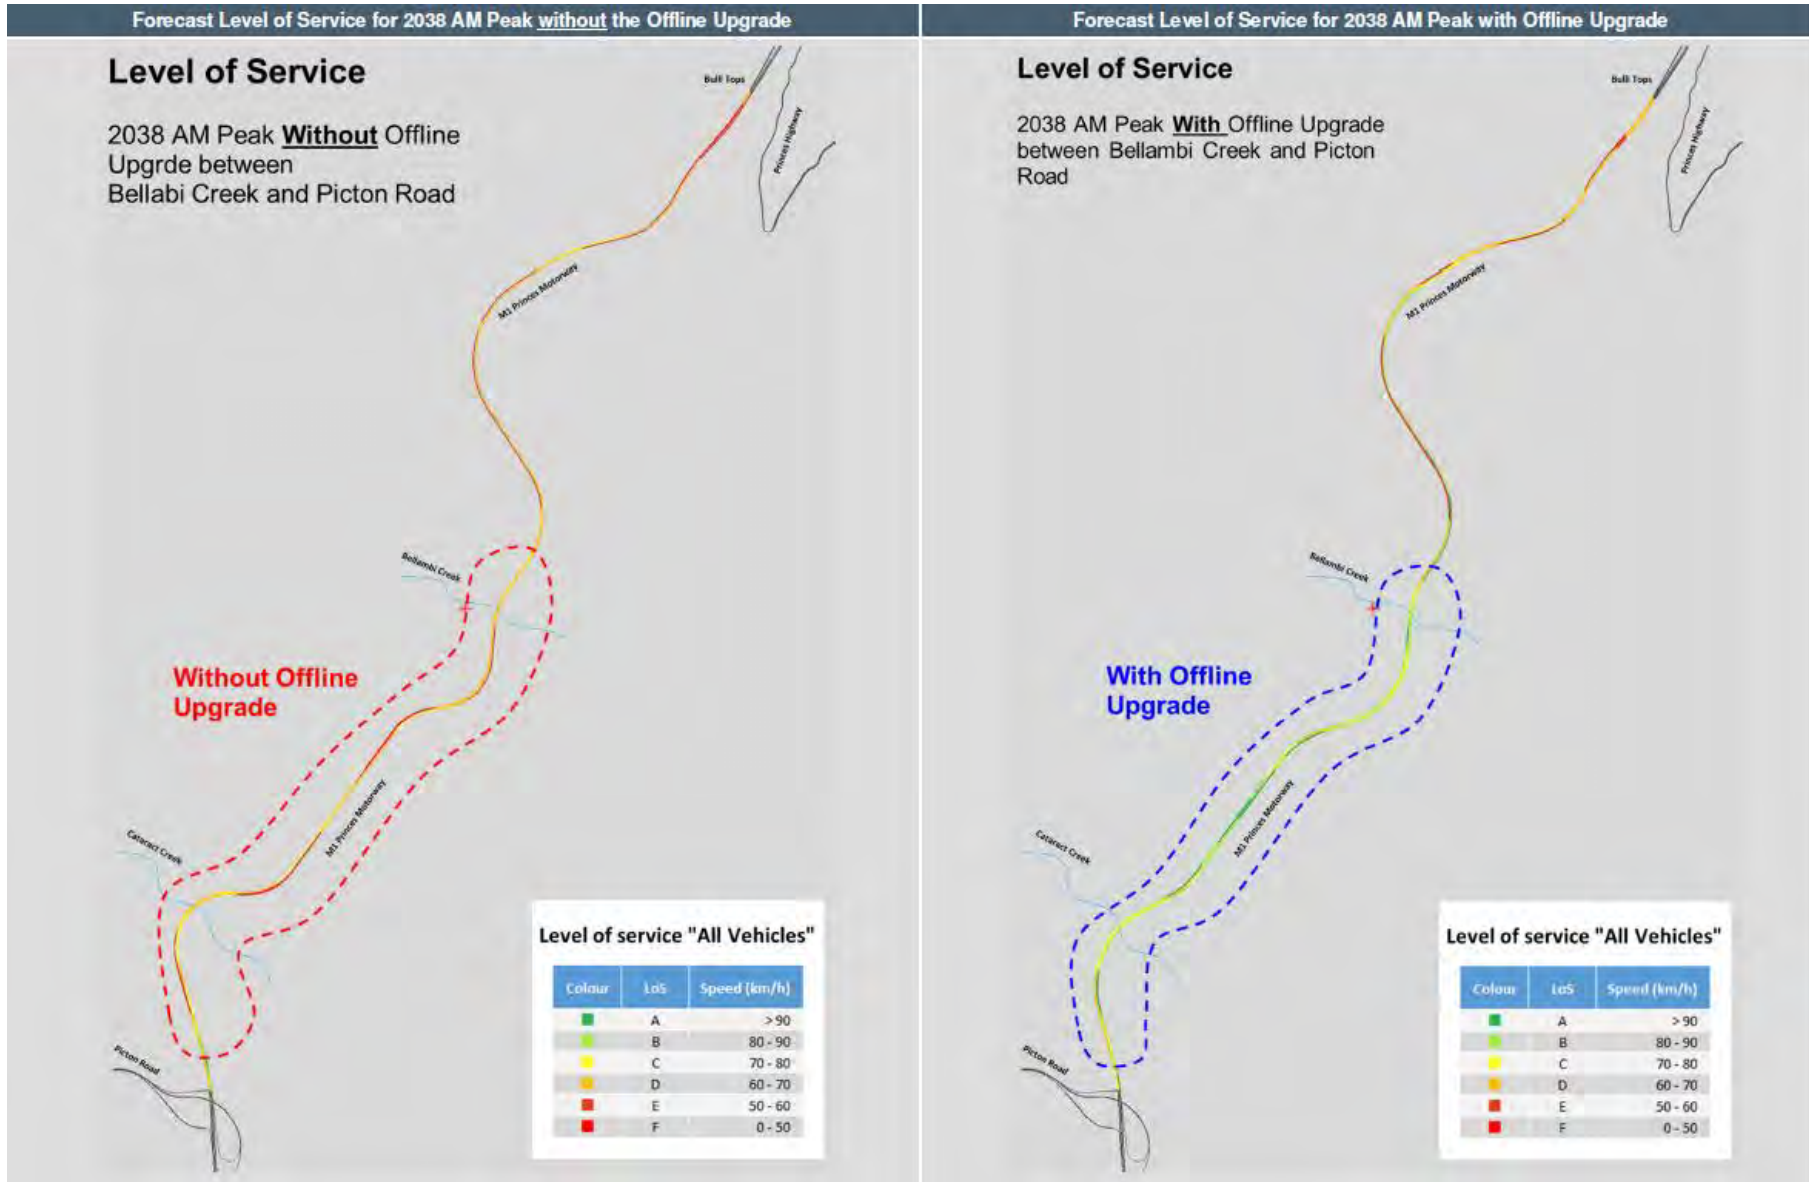 Forecast Level of Service for 2038 AM Peak without the Offline Upgrade
Level of Service
2038 AM Peak Without Offline
Upgrde between
Bellabi Creek and Picton Road
Bulli Tops
Princes Highway
M1 Princes Motorway
Bellambi Creek
Without Offline
Upgrade
M1 Princes Motorway
Cataract Creek
Picton Road
Level of service "All Vehicles"
Colour LoS Speed (km/h)
A >90
B 80 - 90
C 70 - 80
D 60 - 70
E 50 - 60
F 0 - 50
Forecast Level of Service for 2038 AM Peak with Offline Upgrade
Level of Service
2038 AM Peak With Offline Upgrade
between Bellambi Creek and Picton
Road
Bulli Tops
Princes Highway
M1 Princes Motorway
Bellambi Creek
With Offline
Upgrade
M1 Princes Motorway
Cataract Creek
Picton Road
Level of service "All Vehicles"
Colour LoS Speed (km/h)
A >90
B 80 - 90
C 70 - 80
D 60 - 70
E 50 - 60
F 0 - 50